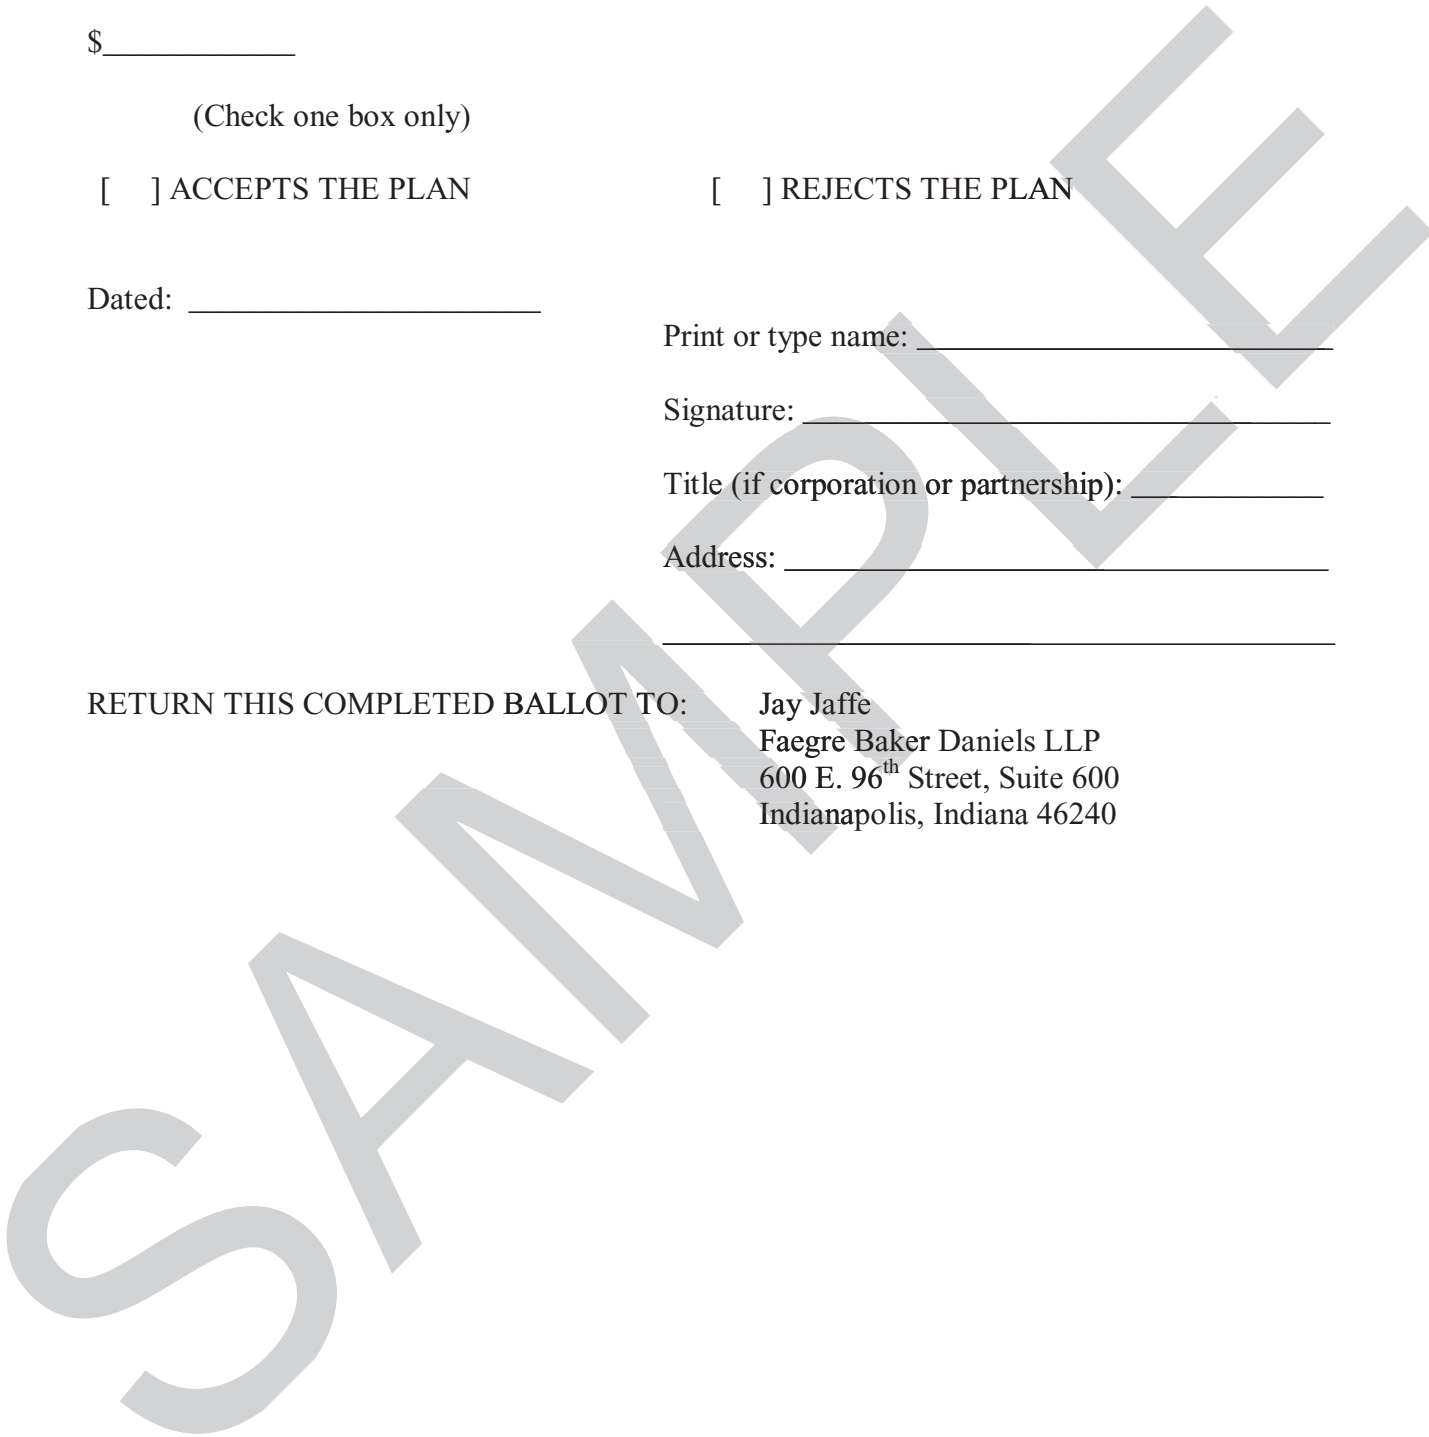 $____________
(Check one box only)
[ ] ACCEPTS THE PLAN [ ] REJECTS THE PLAN
Dated: ______________________
Print or type name: __________________________
Signature: _________________________________
Title (if corporation or partnership): ____________
Address: __________________________________
__________________________________________
RETURN THIS COMPLETED BALLOT TO: Jay Jaffe
Faegre Baker Daniels LLP
600 E. 96th Street, Suite 600
Indianapolis, Indiana 46240
SAMPLE